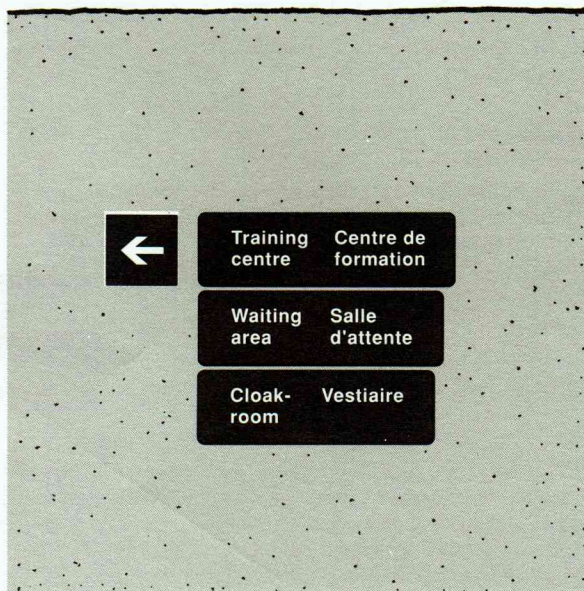 Training Centre de
centre formation
Waiting Salle
area d'attente
Cloak- Vestiaire
room